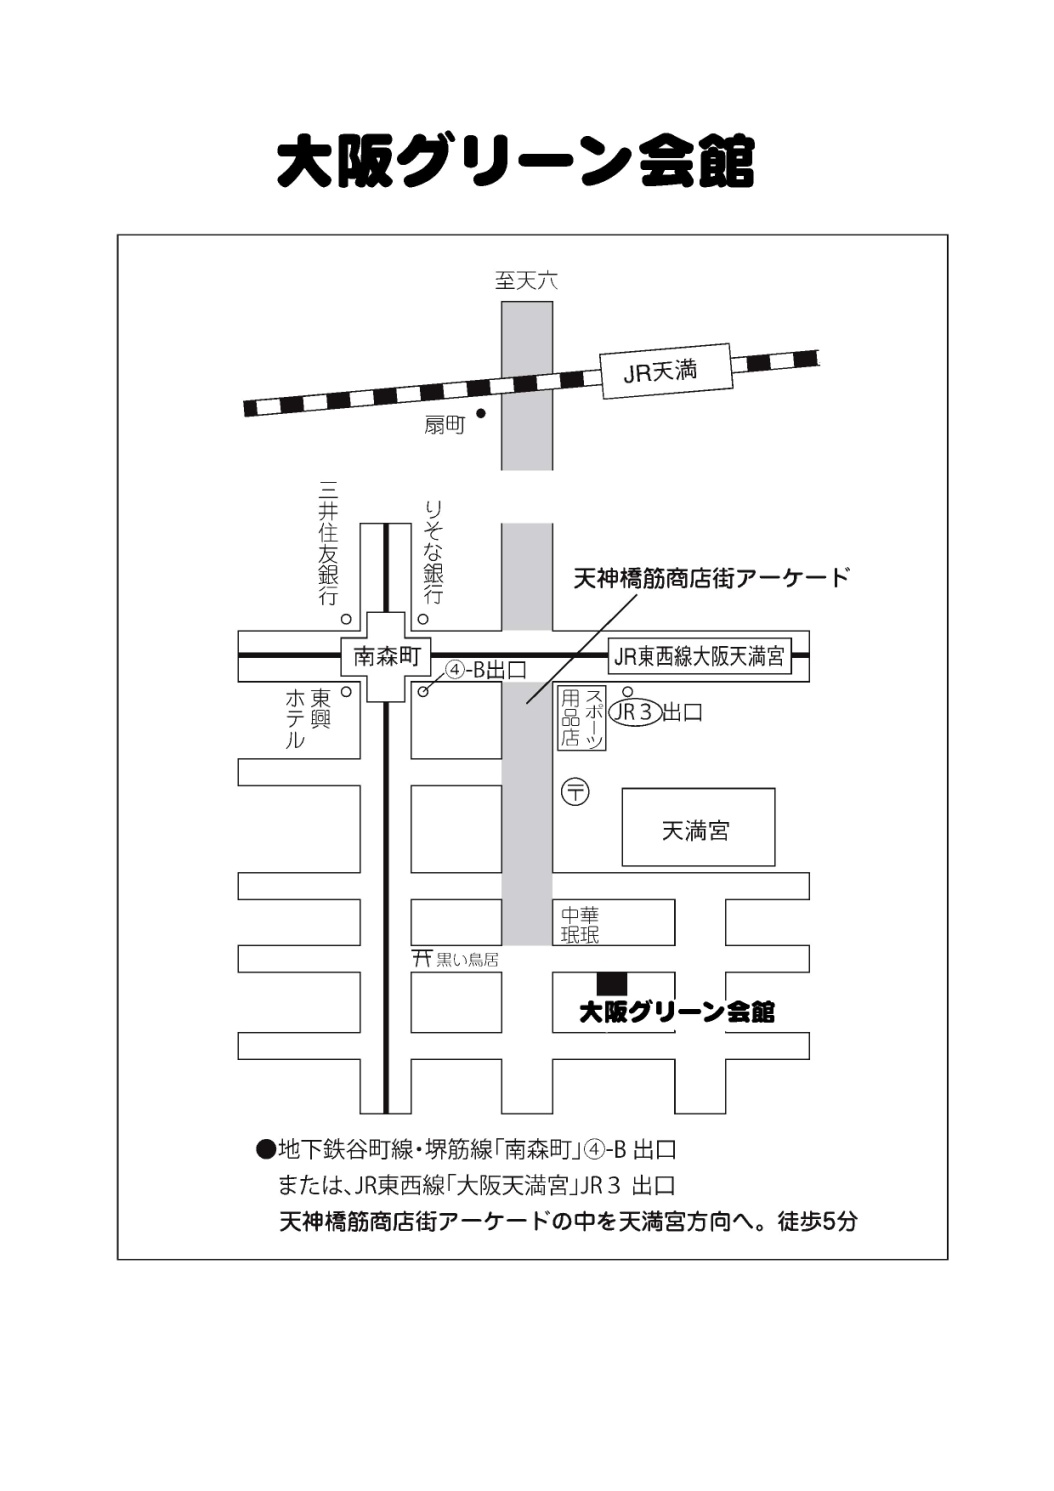 大阪グリーン会館
至天六
JR天満
扇町
三井住友銀行
りそな銀行
天神橋筋商店街アーケード
南森町
JR東西線大阪天満宮
④-B出口
東興
ホテル
スポーツ
用品店
JR3出口
〒
天満宮
中華
珉珉
黒い鳥居
大阪グリーン会館
●地下鉄谷町線・堺筋線「南森町」④-B 出口
または、JR東西線「大阪天満宮」JR3 出口
天神橋筋商店街アーケードの中を天満宮方向へ。徒歩5分